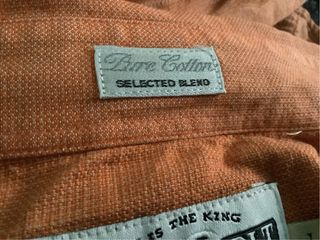 Pure Cotton
SELECTED BLEND
IS THE KING